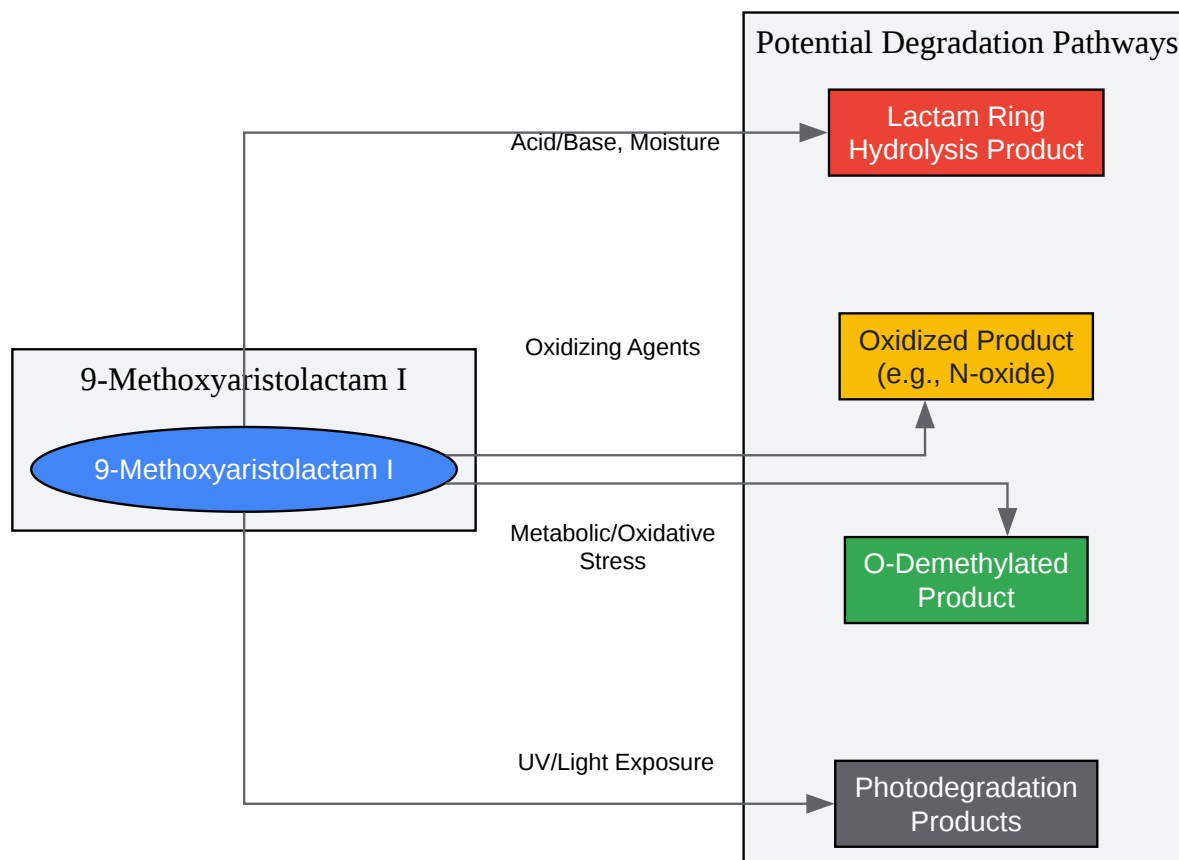 Potential Degradation Pathways
Lactam Ring
Hydrolysis Product
Acid/Base, Moisture
Oxidizing Agents
Oxidized Product
(e.g., N-oxide)
9-Methoxyaristolactam I
9-Methoxyaristolactam I
Metabolic/Oxidative
Stress
O-Demethylated
Product
UV/Light Exposure
Photodegradation
Products